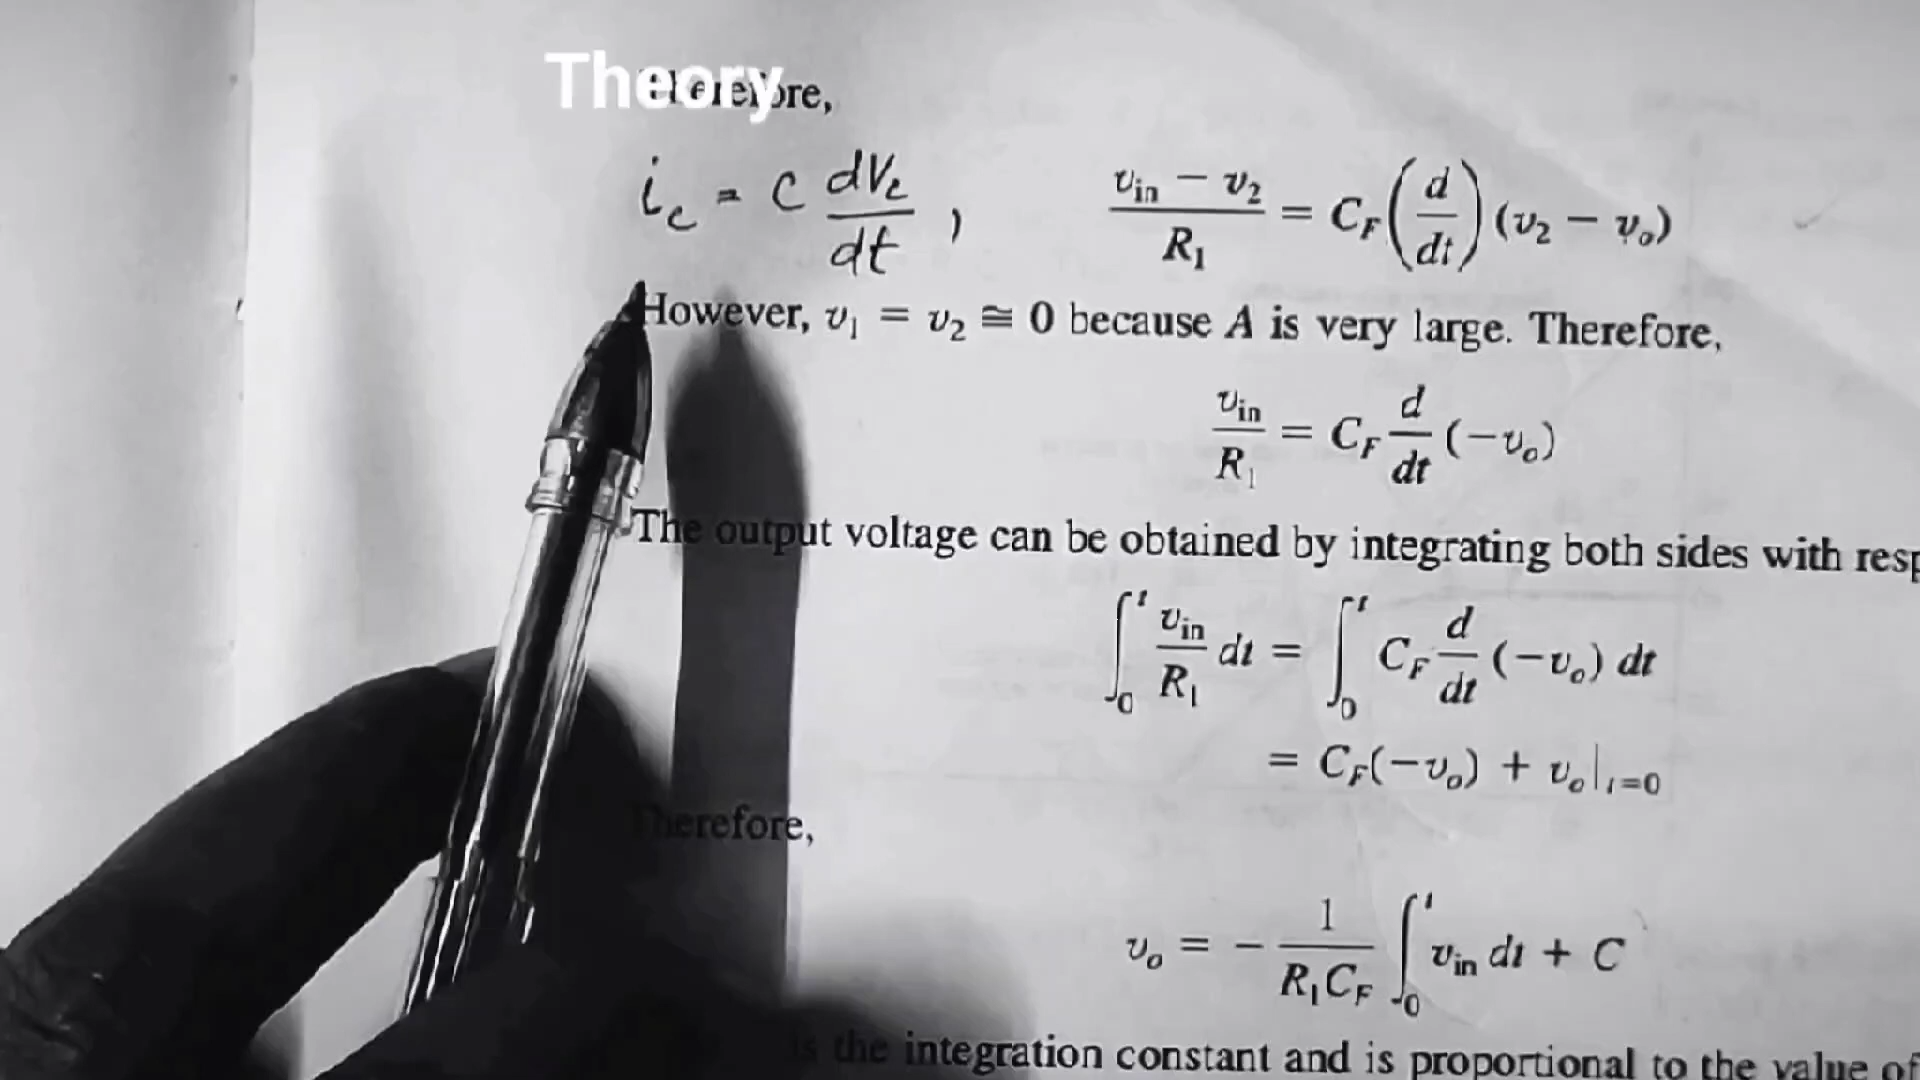 Theory
Therefore,
i_c = C dV_c/dt , (v_in − v_2)/R_1 = C_F (d/dt) (v_2 − v_o)
However, v_1 = v_2 ≅ 0 because A is very large. Therefore,
v_in/R_1 = C_F d/dt (−v_o)
The output voltage can be obtained by integrating both sides with resp
∫_0^t v_in/R_1 dt = ∫_0^t C_F d/dt (−v_o) dt
= C_F(−v_o) + v_o|_t=0
Therefore,
v_o = − 1/(R_1C_F) ∫_0^t v_in dt + C
is the integration constant and is proportional to the value of